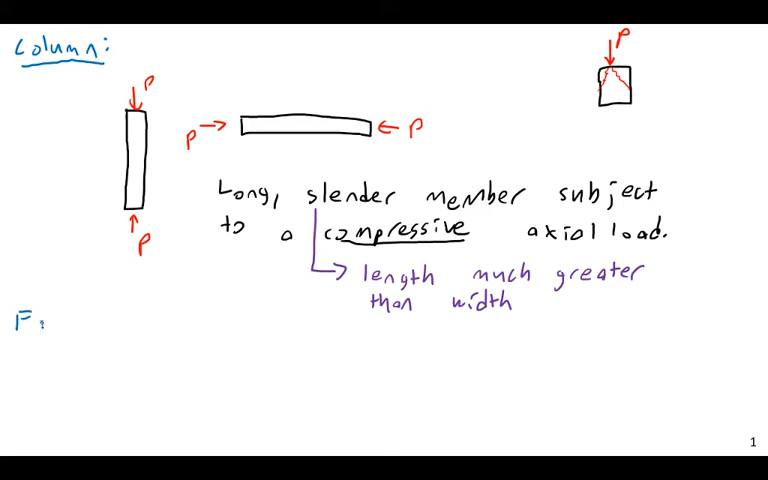 Column:
P
P
P
P
P
Long, slender member subject
to a compressive axial load.
length much greater
than width
F
1